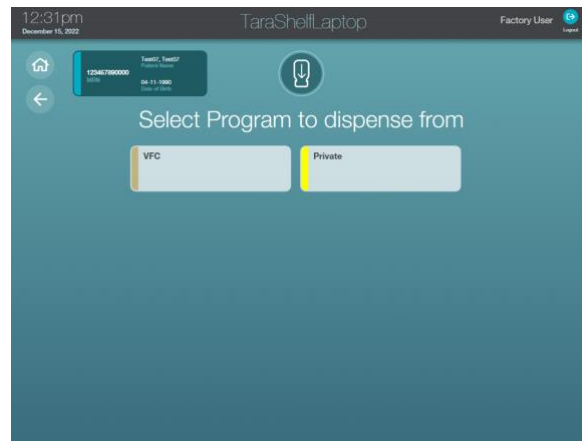 12:31pm
December 15, 2022
TaraShelfLaptop
Factory User
Logout
Test07, Test07
Patient Name
123467890000
04-11-1980
Date of Birth
Select Program to dispense from
VFC
Private